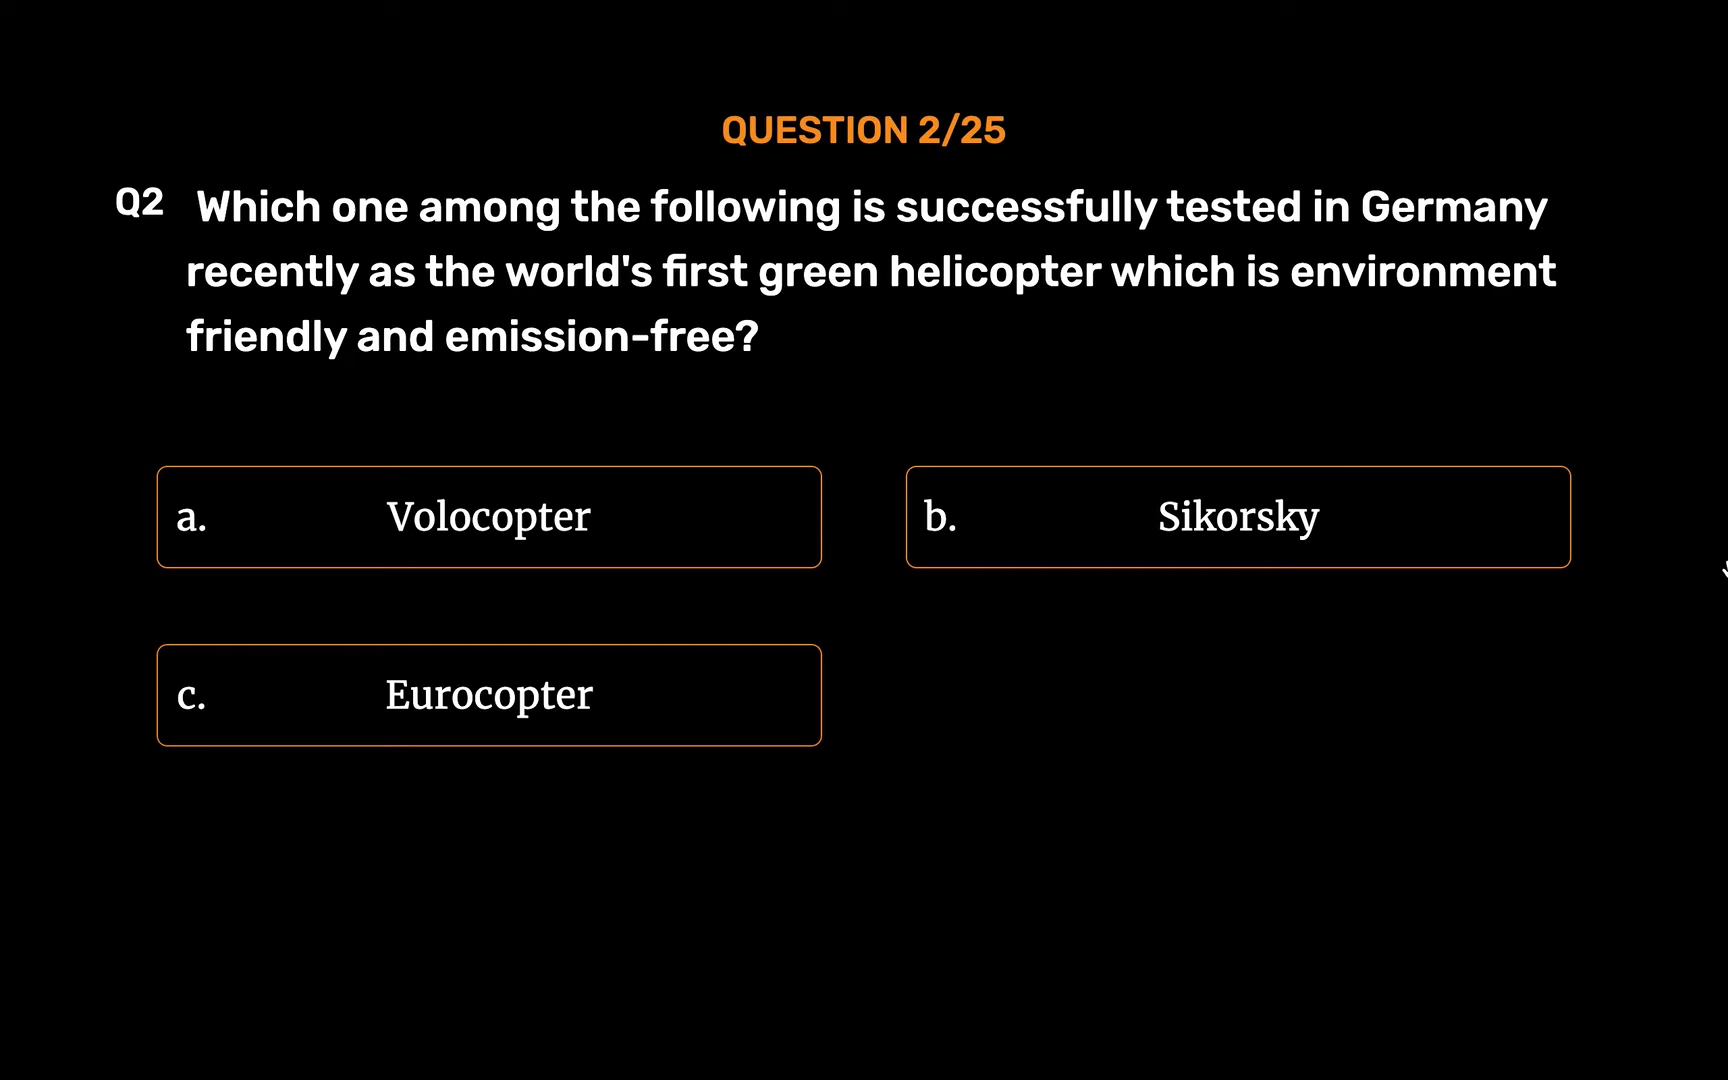 QUESTION 2/25
Q2 Which one among the following is successfully tested in Germany
recently as the world's first green helicopter which is environment
friendly and emission-free?
a. Volocopter
b. Sikorsky
c. Eurocopter